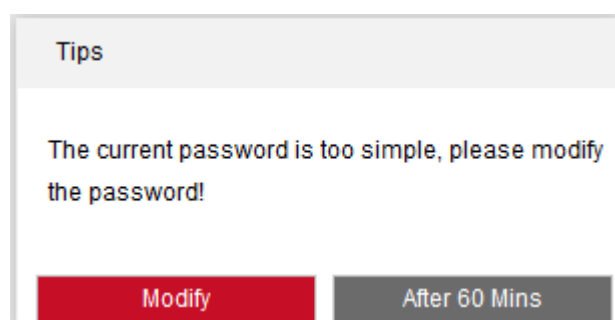 Tips
The current password is too simple, please modify
the password!
Modify
After 60 Mins